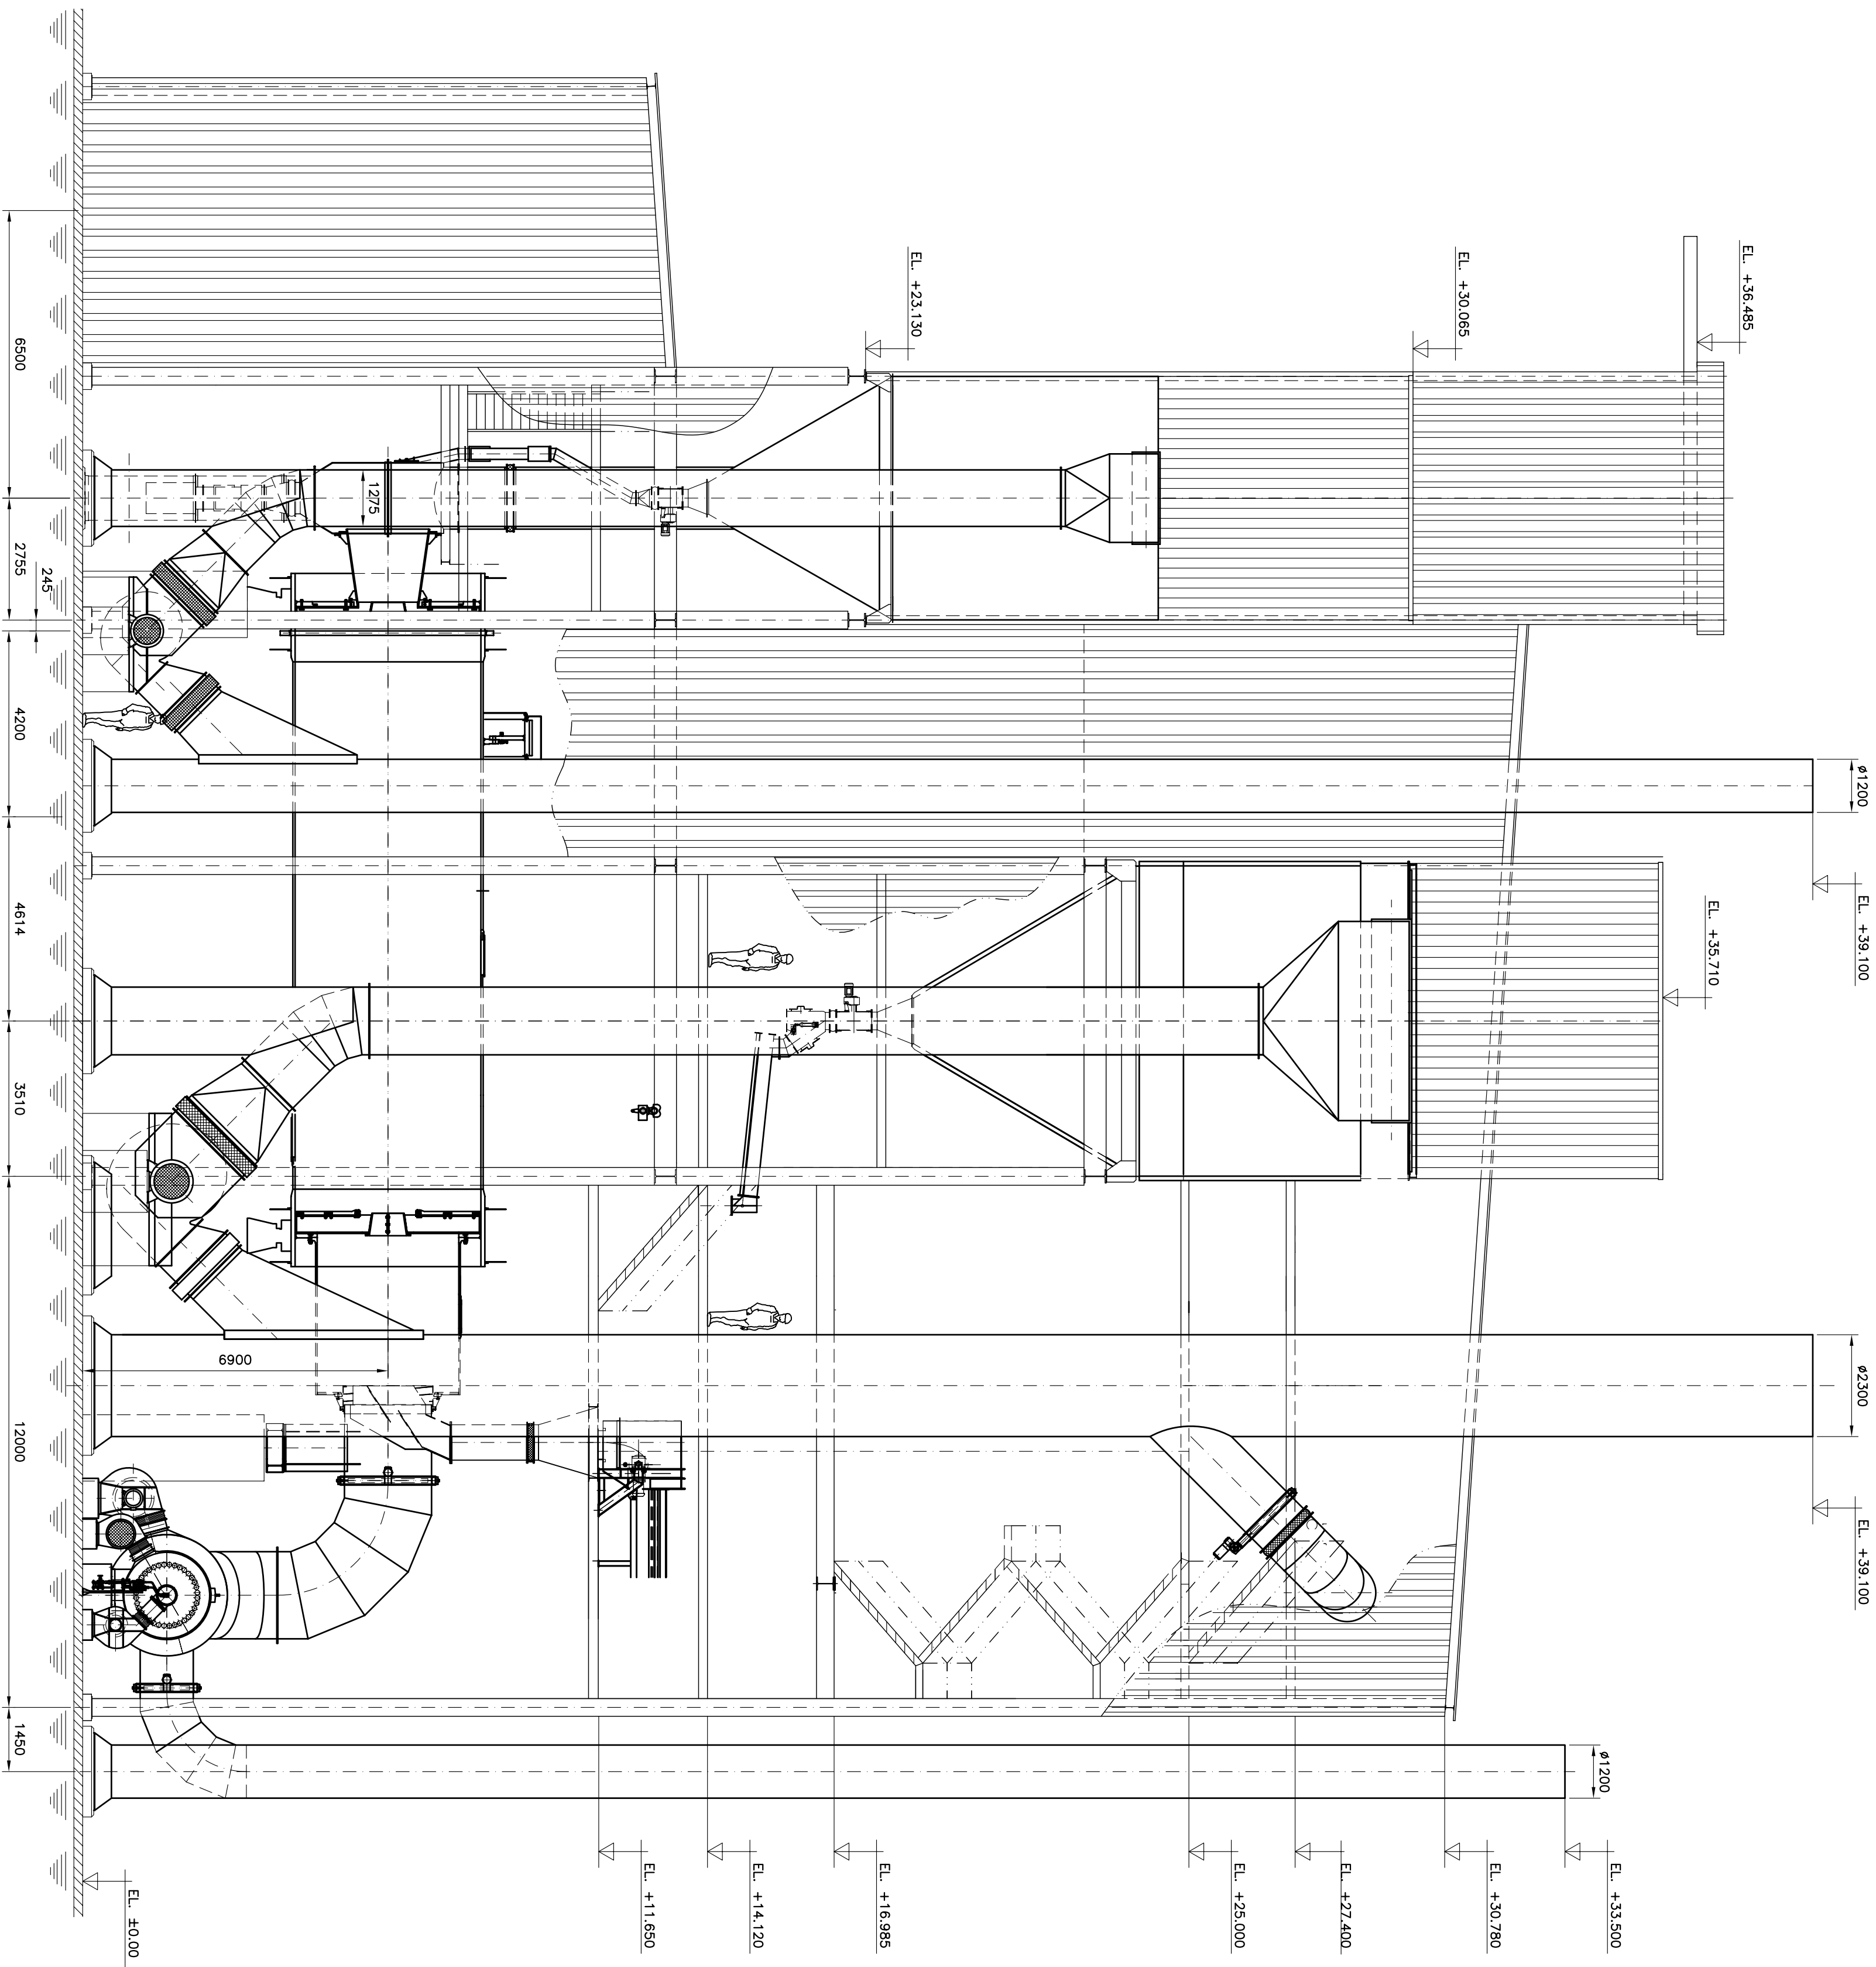 EL. +36.485
EL. +30.065
EL. +23.130
ø1200
EL. +39.100
EL. +35.710
ø2300
EL. +39.100
ø1200
EL. +33.500
EL. +30.780
EL. +27.400
EL. +25.000
EL. +16.985
EL. +14.120
EL. +11.650
EL. ±0.00
1275
6900
6500
2755
245
4200
4614
3510
12000
1450